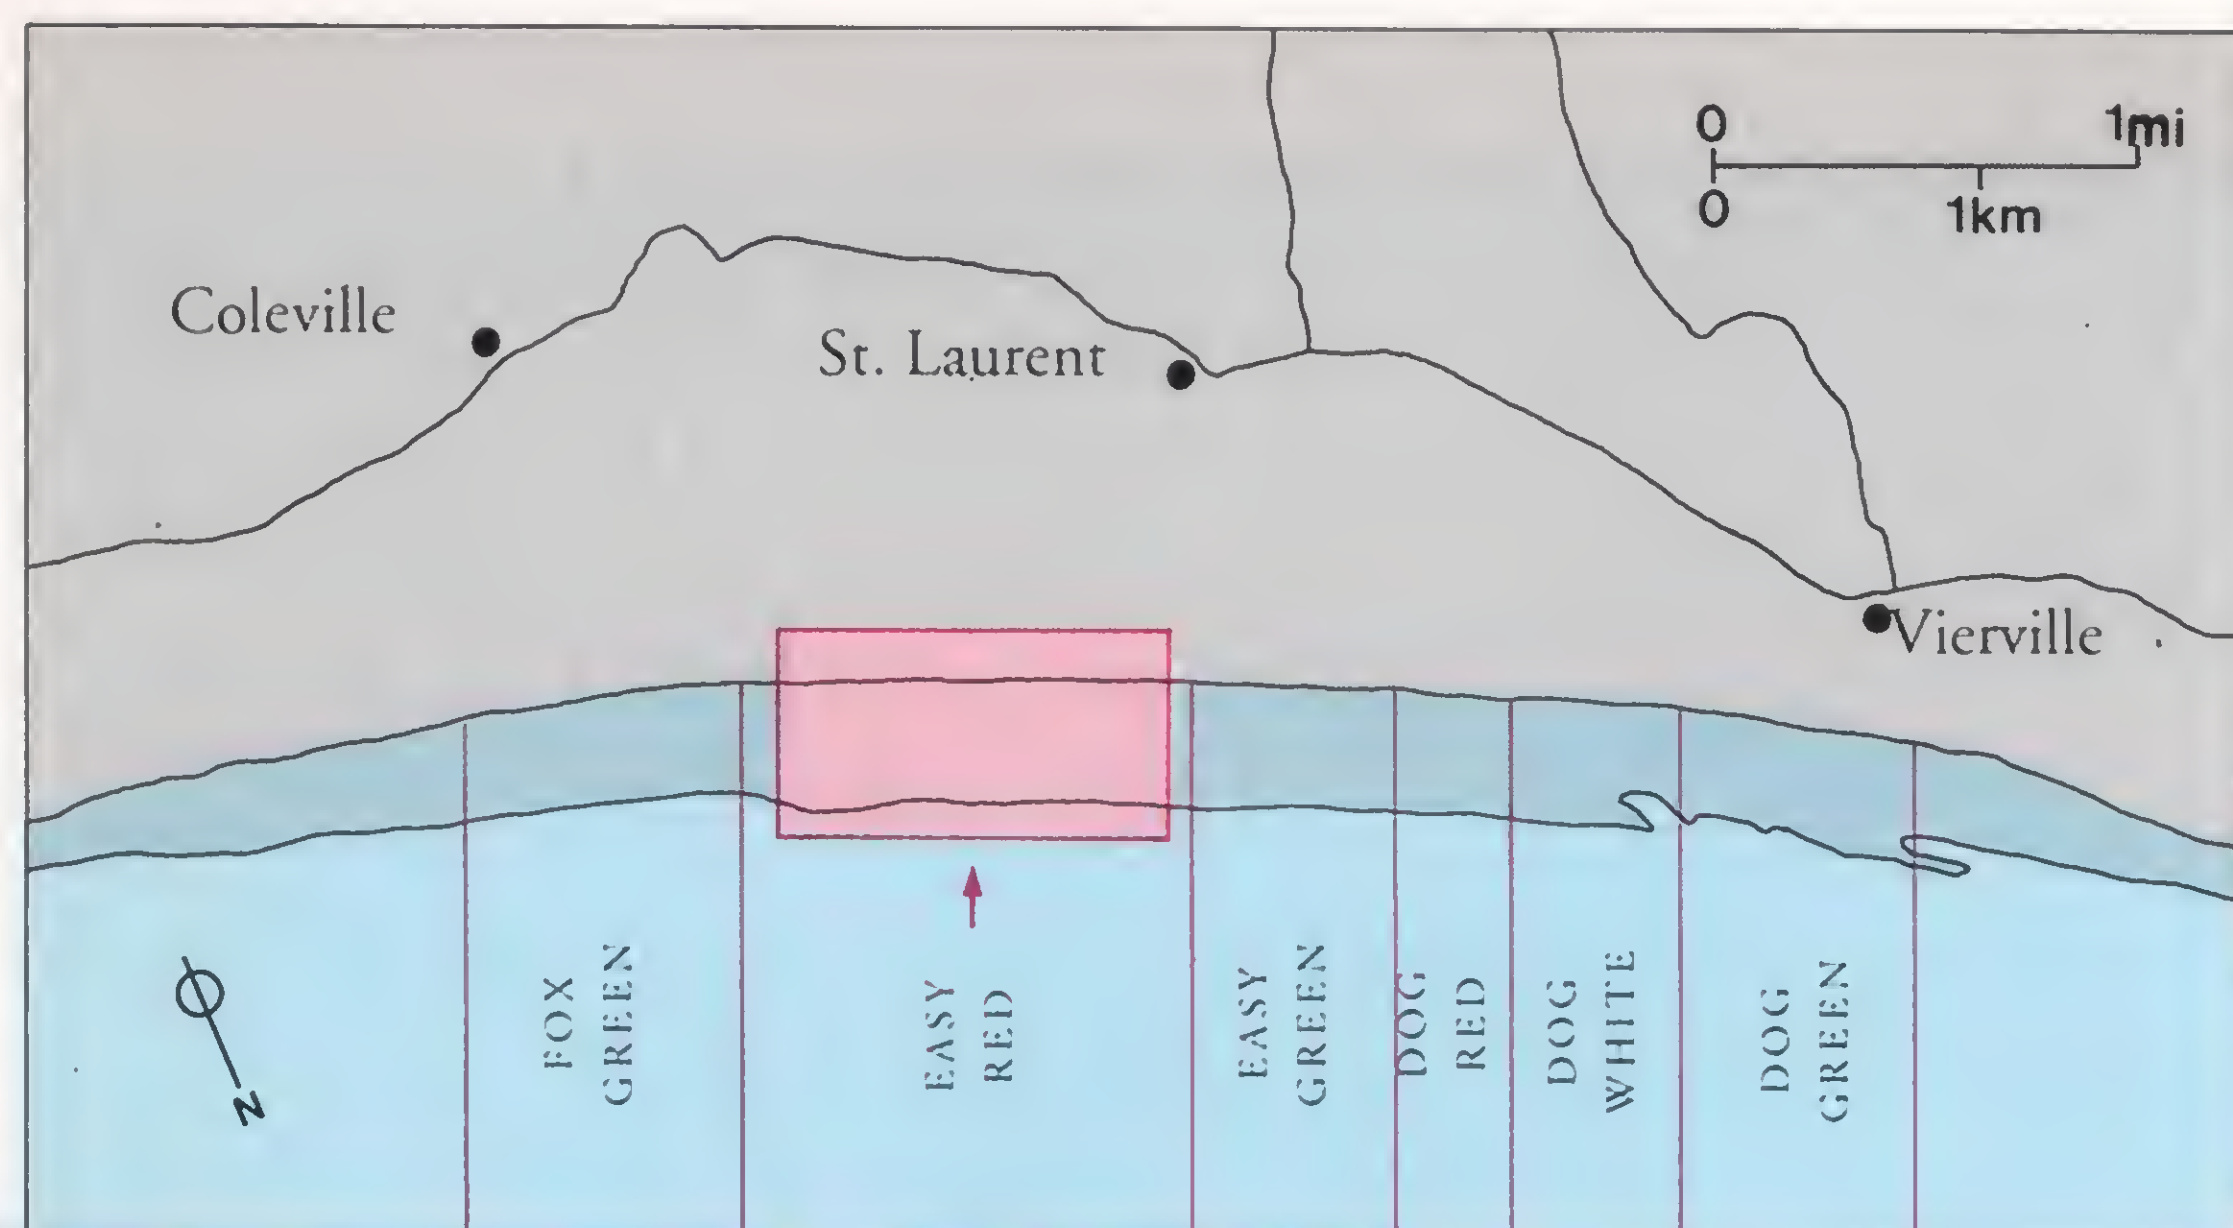 0 1mi
0 1km
Coleville
St. Laurent
Vierville
FOX
GREEN
EASY
RED
EASY
GREEN
DOG
RED
DOG
WHITE
DOG
GREEN
N